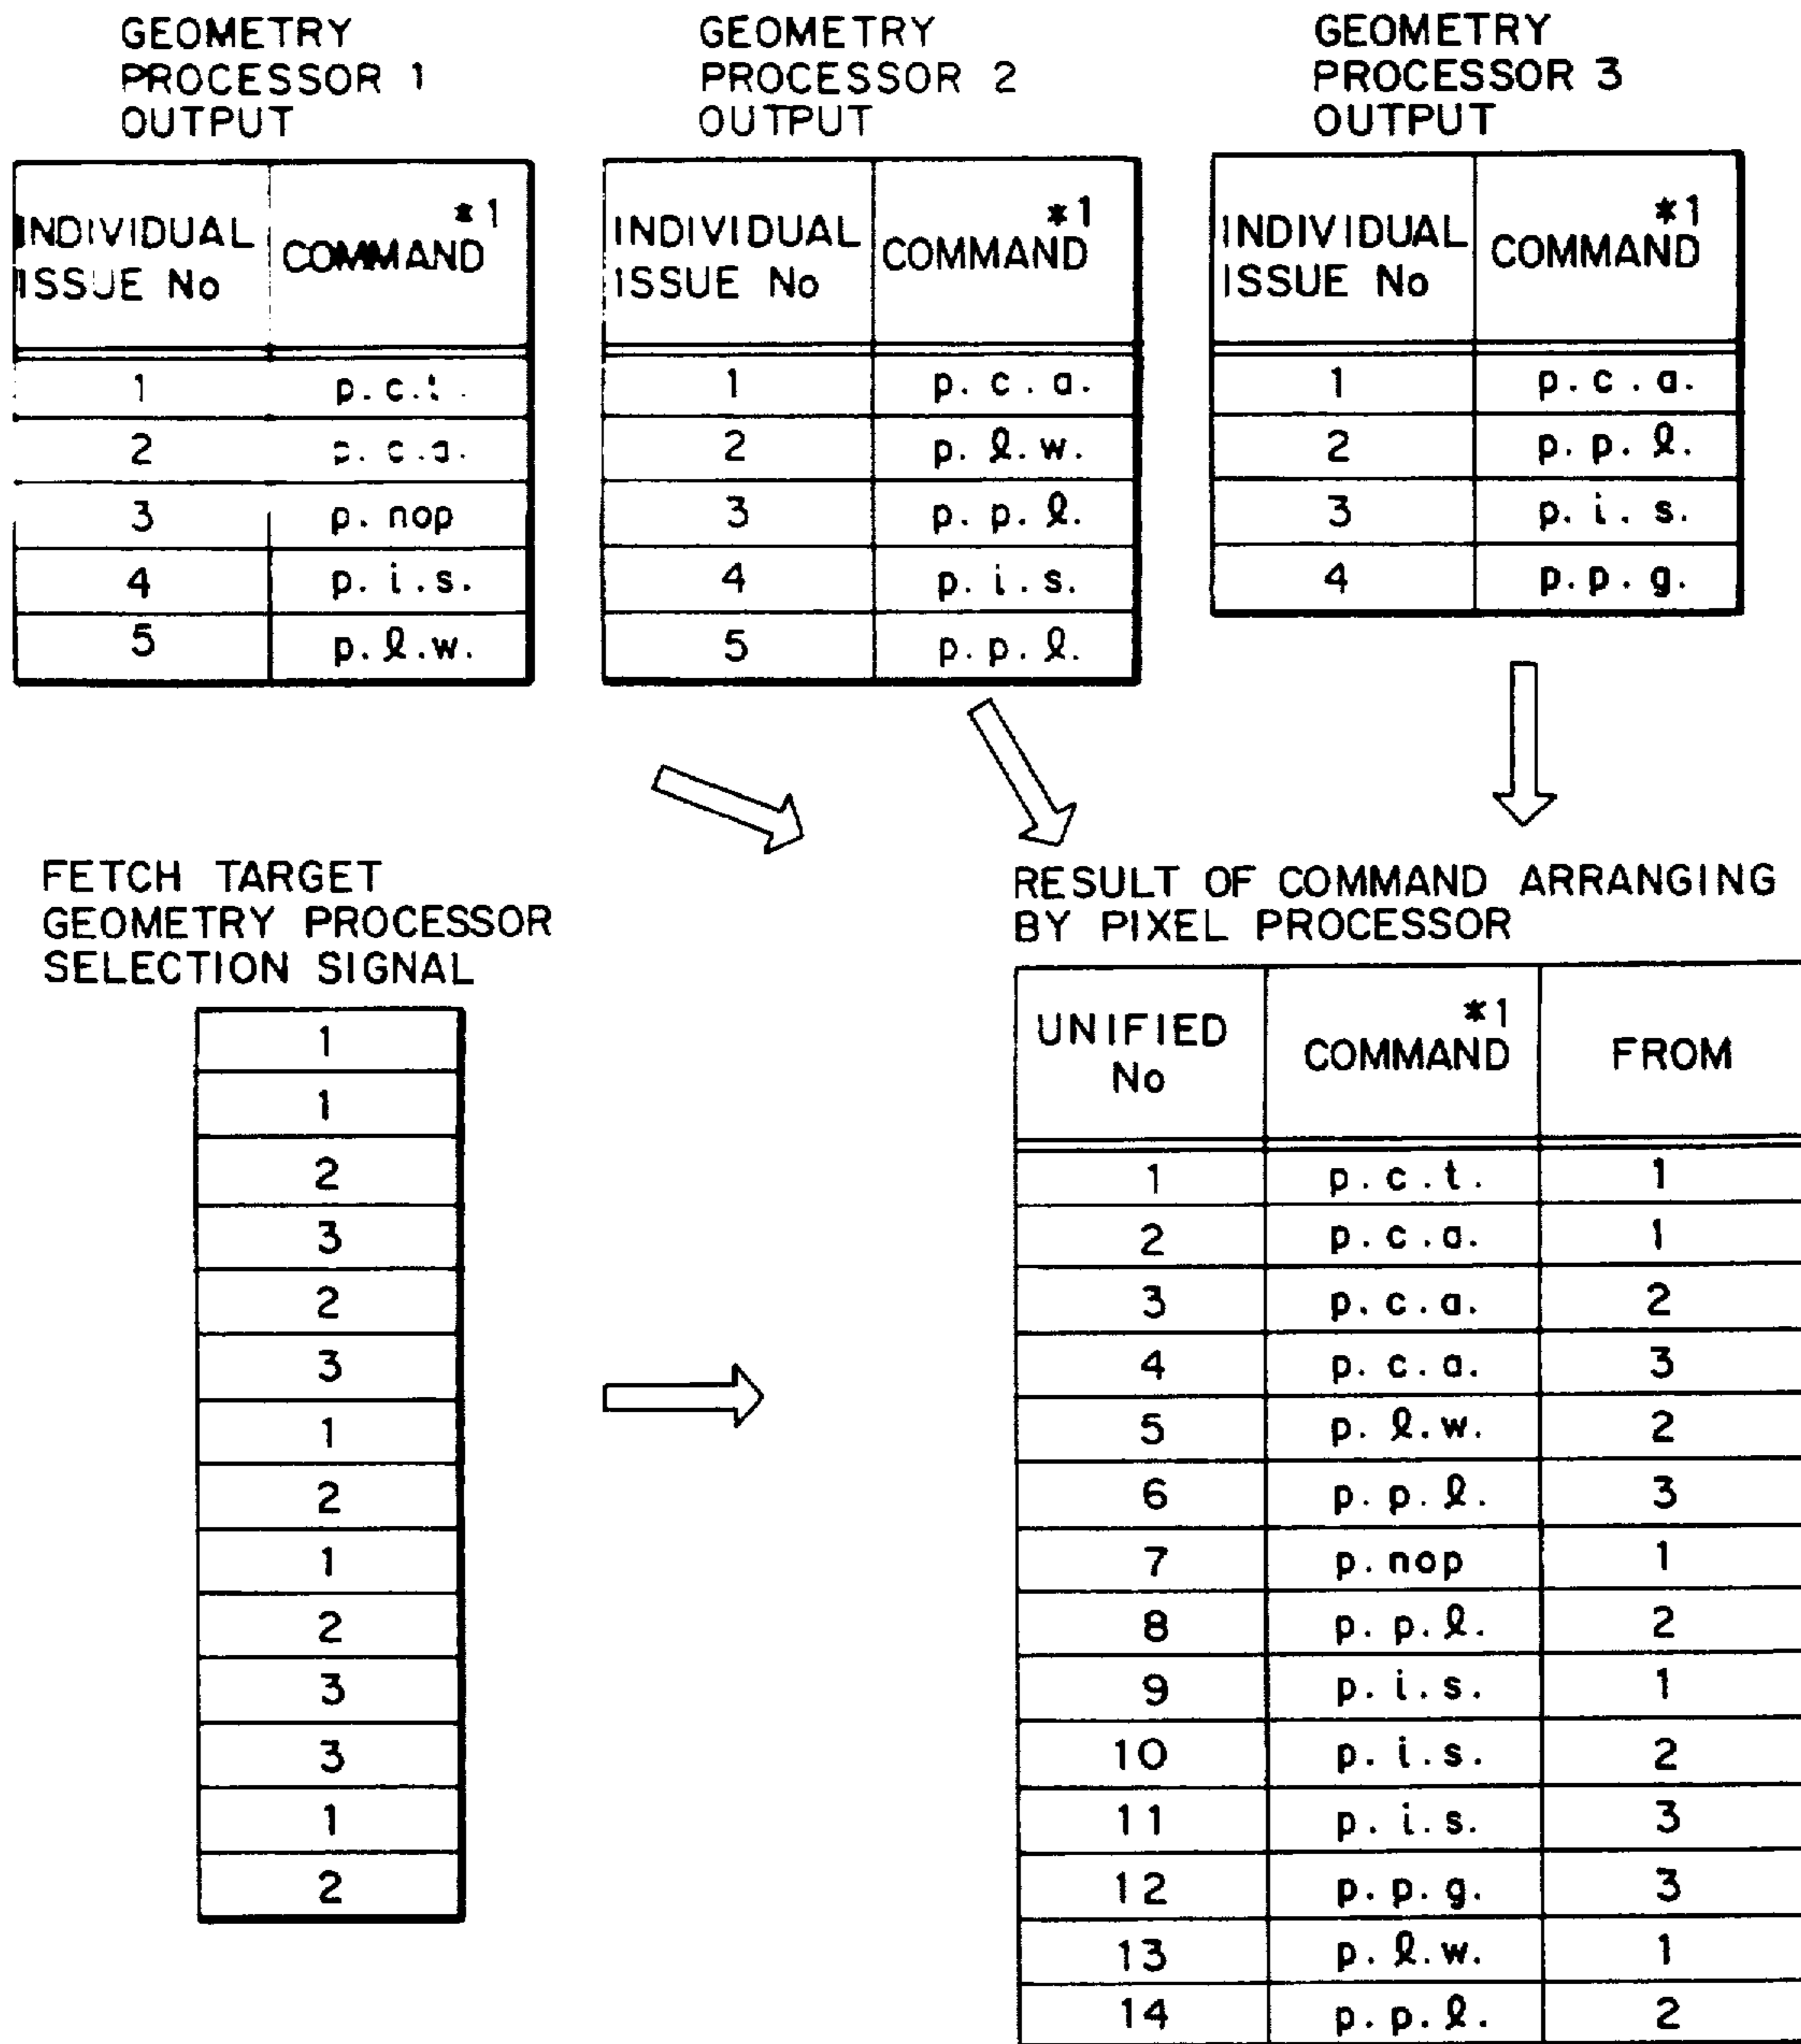 GEOMETRY
PROCESSOR 1
OUTPUT
INDIVIDUAL
ISSUE No
*1
COMMAND
1 p.c.t.
2 p.c.a.
3 p.nop
4 p.i.s.
5 p.ℓ.w.
GEOMETRY
PROCESSOR 2
OUTPUT
INDIVIDUAL
ISSUE No
*1
COMMAND
1 p.c.a.
2 p.ℓ.w.
3 p.p.ℓ.
4 p.i.s.
5 p.p.ℓ.
GEOMETRY
PROCESSOR 3
OUTPUT
INDIVIDUAL
ISSUE No
*1
COMMAND
1 p.c.a.
2 p.p.ℓ.
3 p.i.s.
4 p.p.g.
FETCH TARGET
GEOMETRY PROCESSOR
SELECTION SIGNAL
1
1
2
3
2
3
1
2
1
2
3
3
1
2
RESULT OF COMMAND ARRANGING
BY PIXEL PROCESSOR
UNIFIED
No
*1
COMMAND
FROM
1 p.c.t. 1
2 p.c.a. 1
3 p.c.a. 2
4 p.c.a. 3
5 p.ℓ.w. 2
6 p.p.ℓ. 3
7 p.nop 1
8 p.p.ℓ. 2
9 p.i.s. 1
10 p.i.s. 2
11 p.i.s. 3
12 p.p.g. 3
13 p.ℓ.w. 1
14 p.p.ℓ. 2